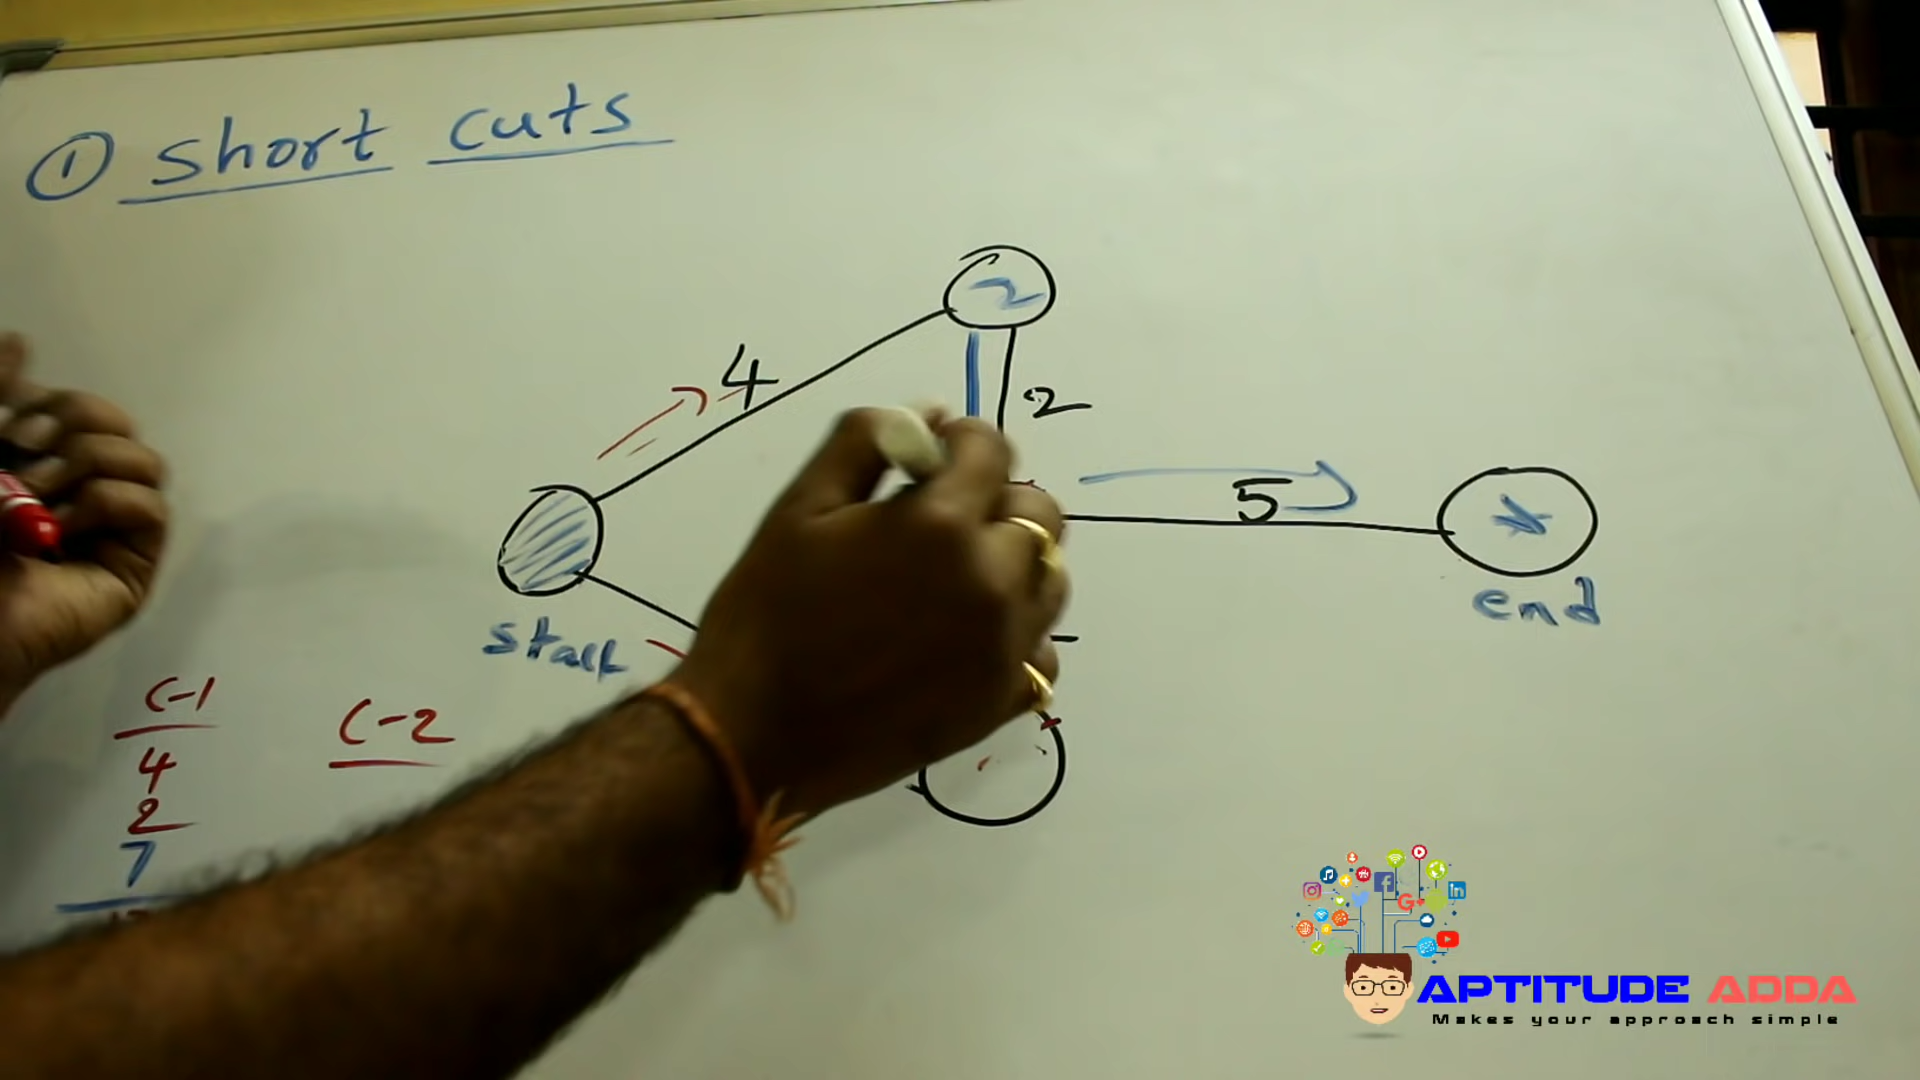 ① short cuts
2
4
2
5
start
end
C-1
C-2
4
2
7
APTITUDE ADDA
Makes your approach simple